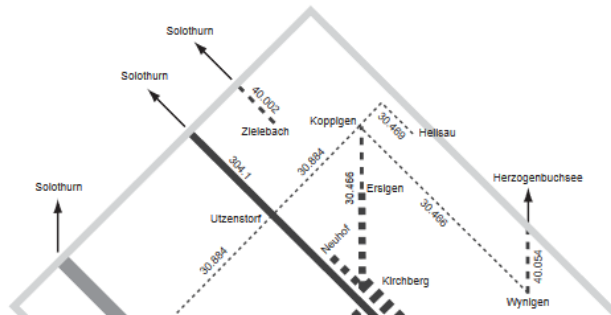 Solothurn
Solothurn
40.002
Zielebach
Koppigen
30.469
Hellsau
304.1
30.884
30.466
Ersigen
Herzogenbuchsee
Solothurn
Utzenstorf
30.466
Neuhof
30.884
Kirchberg
40.054
Wynigen